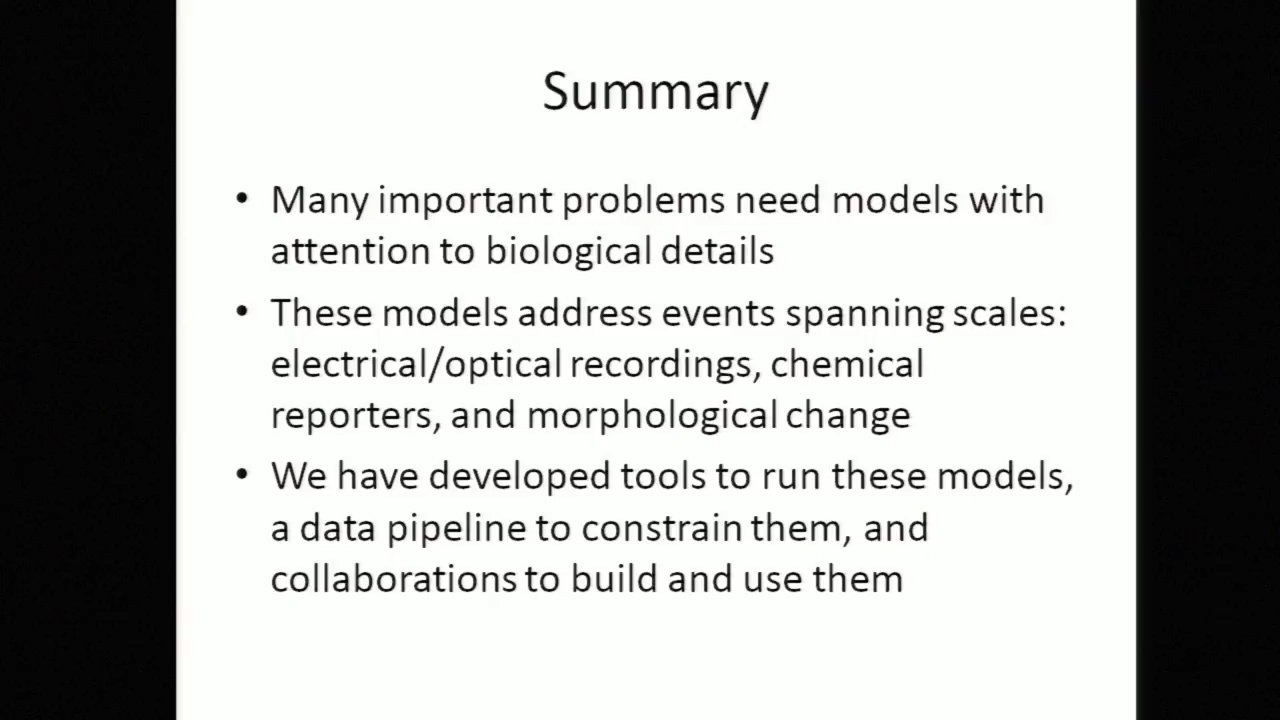 Summary
• Many important problems need models with
attention to biological details
• These models address events spanning scales:
electrical/optical recordings, chemical
reporters, and morphological change
• We have developed tools to run these models,
a data pipeline to constrain them, and
collaborations to build and use them